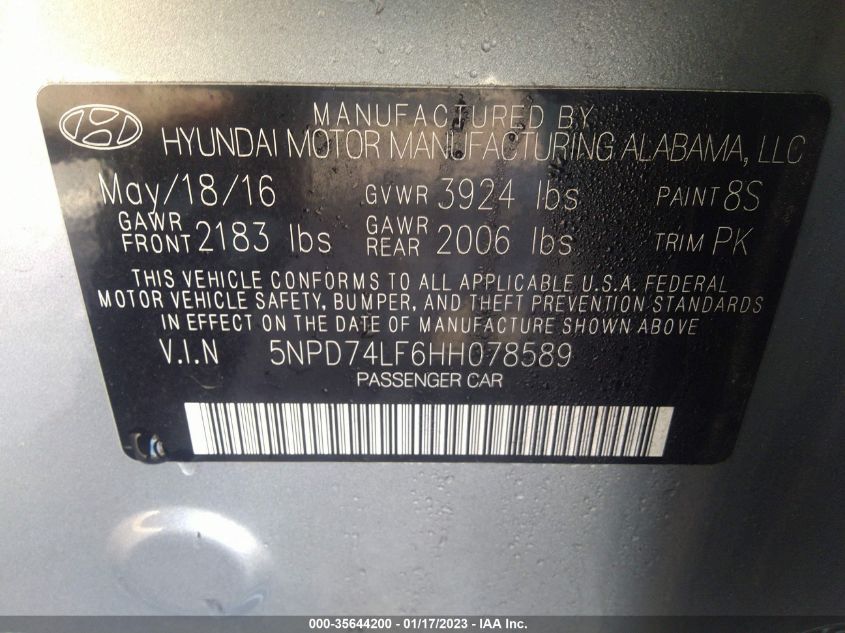 MANUFACTURED BY
HYUNDAI MOTOR MANUFACTURING ALABAMA, LLC
May/18/16 GVWR 3924 lbs PAINT 8S
GAWR FRONT 2183 lbs GAWR REAR 2006 lbs TRIM PK
THIS VEHICLE CONFORMS TO ALL APPLICABLE U.S.A. FEDERAL
MOTOR VEHICLE SAFETY, BUMPER, AND THEFT PREVENTION STANDARDS
IN EFFECT ON THE DATE OF MANUFACTURE SHOWN ABOVE
V.I.N 5NPD74LF6HH078589
PASSENGER CAR
000-35644200 - 01/17/2023 - IAA Inc.